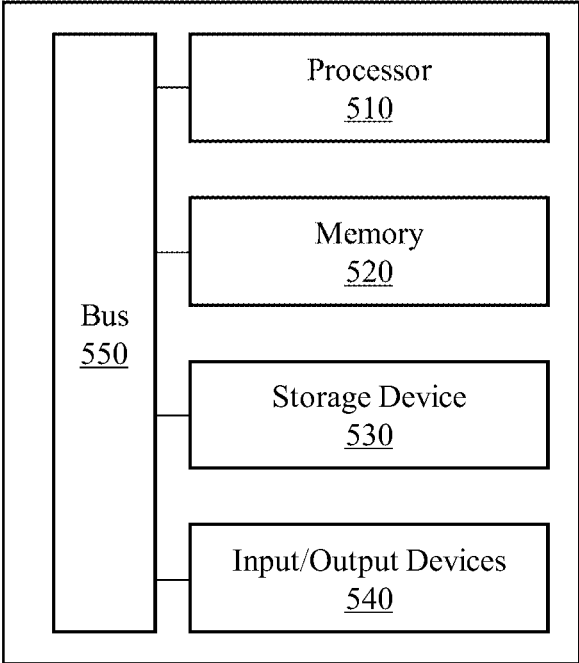 Processor
510
Memory
520
Bus
550
Storage Device
530
Input/Output Devices
540